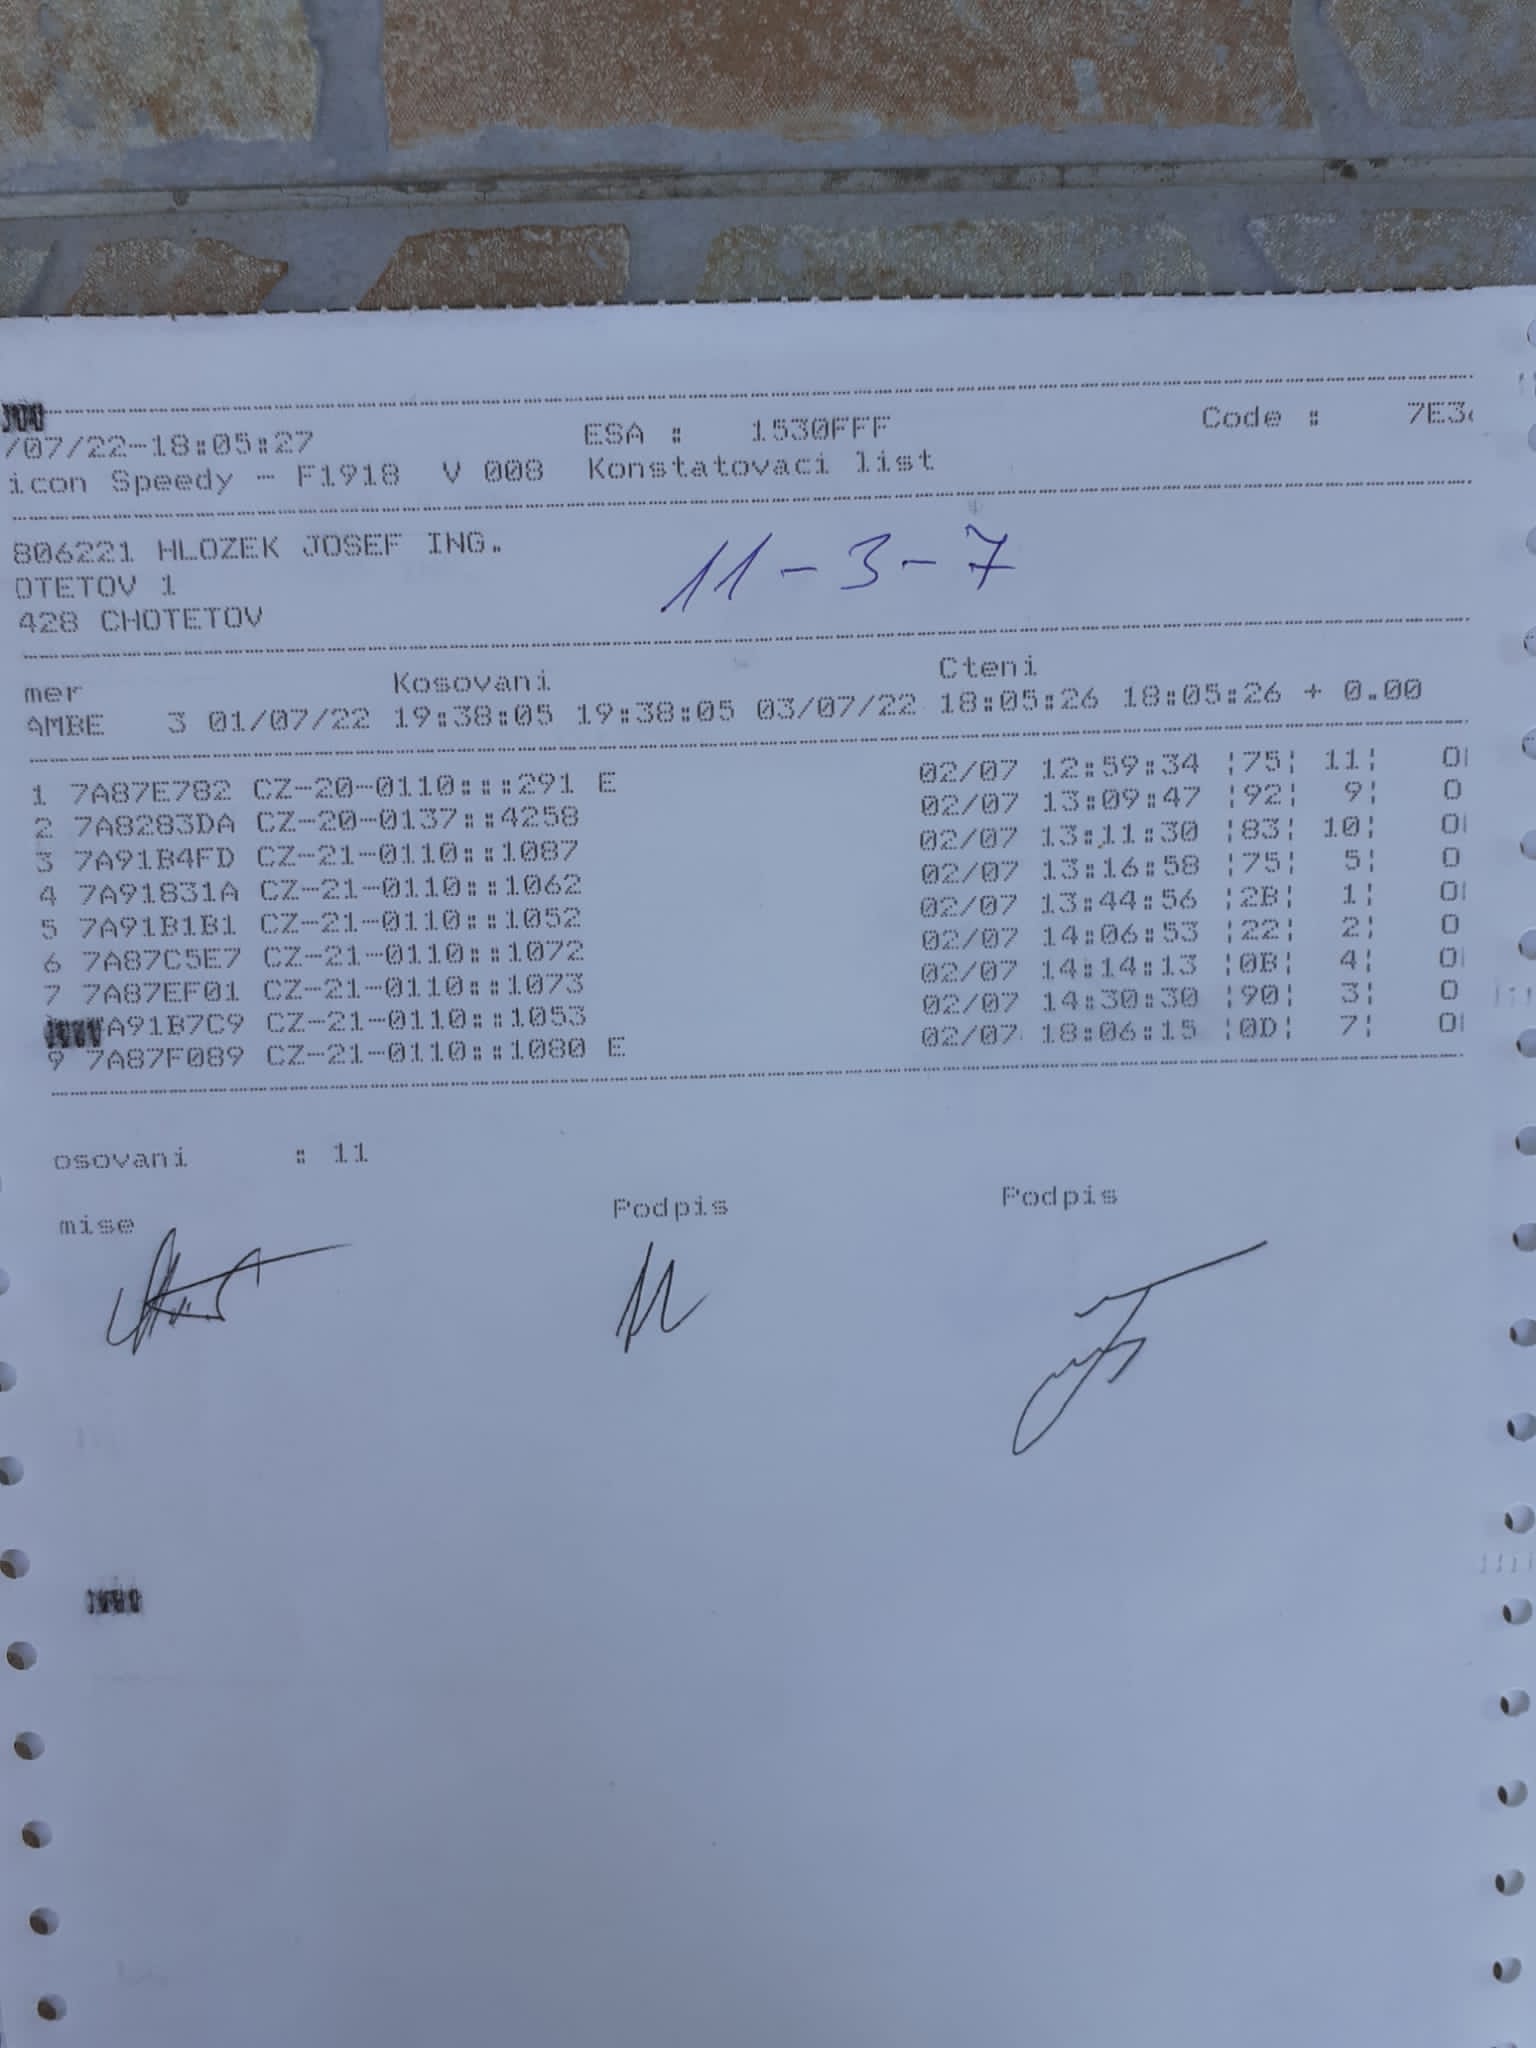 /07/22-18:05:27 ESA : 1530FFF Code : 7E3
icon Speedy - F1918 V 008 Konstatovaci list
806221 HLOZEK JOSEF ING.
OTETOV 1
428 CHOTETOV
11-3-7
mer Kosovani Cteni
AMBE 3 01/07/22 19:38:05 19:38:05 03/07/22 18:05:26 18:05:26 + 0.00
1 7A87E782 CZ-20-0110:::291 E 02/07 12:59:34 |75| 11| O
2 7A8283DA CZ-20-0137::4258 02/07 13:09:47 |92| 9| O
3 7A91B4FD CZ-21-0110::1087 02/07 13:11:30 |83| 10| O
4 7A91831A CZ-21-0110::1062 02/07 13:16:58 |75| 5| O
5 7A91B1B1 CZ-21-0110::1052 02/07 13:44:56 |2B| 1| O
6 7A87C5E7 CZ-21-0110::1072 02/07 14:06:53 |22| 2| O
7 7A87EF01 CZ-21-0110::1073 02/07 14:14:13 |0B| 4| O
A91B7C9 CZ-21-0110::1053 02/07 14:30:30 |90| 3| O
9 7A87F089 CZ-21-0110::1080 E 02/07 18:06:15 |0D| 7| O
osovani : 11
mise Podpis Podpis